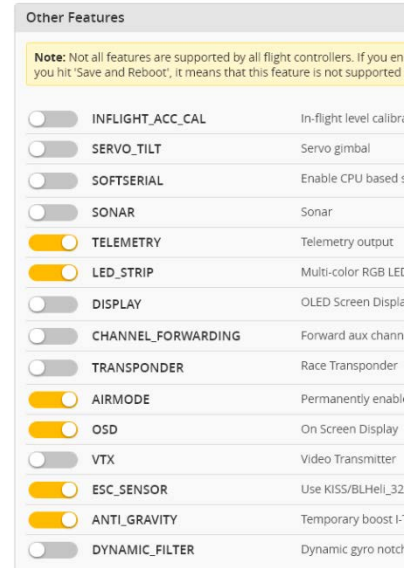 Other Features
Note: Not all features are supported by all flight controllers. If you en
you hit 'Save and Reboot', it means that this feature is not supported
INFLIGHT_ACC_CAL In-flight level calibra
SERVO_TILT Servo gimbal
SOFTSERIAL Enable CPU based s
SONAR Sonar
TELEMETRY Telemetry output
LED_STRIP Multi-color RGB LED
DISPLAY OLED Screen Displa
CHANNEL_FORWARDING Forward aux chann
TRANSPONDER Race Transponder
AIRMODE Permanently enable
OSD On Screen Display
VTX Video Transmitter
ESC_SENSOR Use KISS/BLHeli_32
ANTI_GRAVITY Temporary boost I-T
DYNAMIC_FILTER Dynamic gyro notch